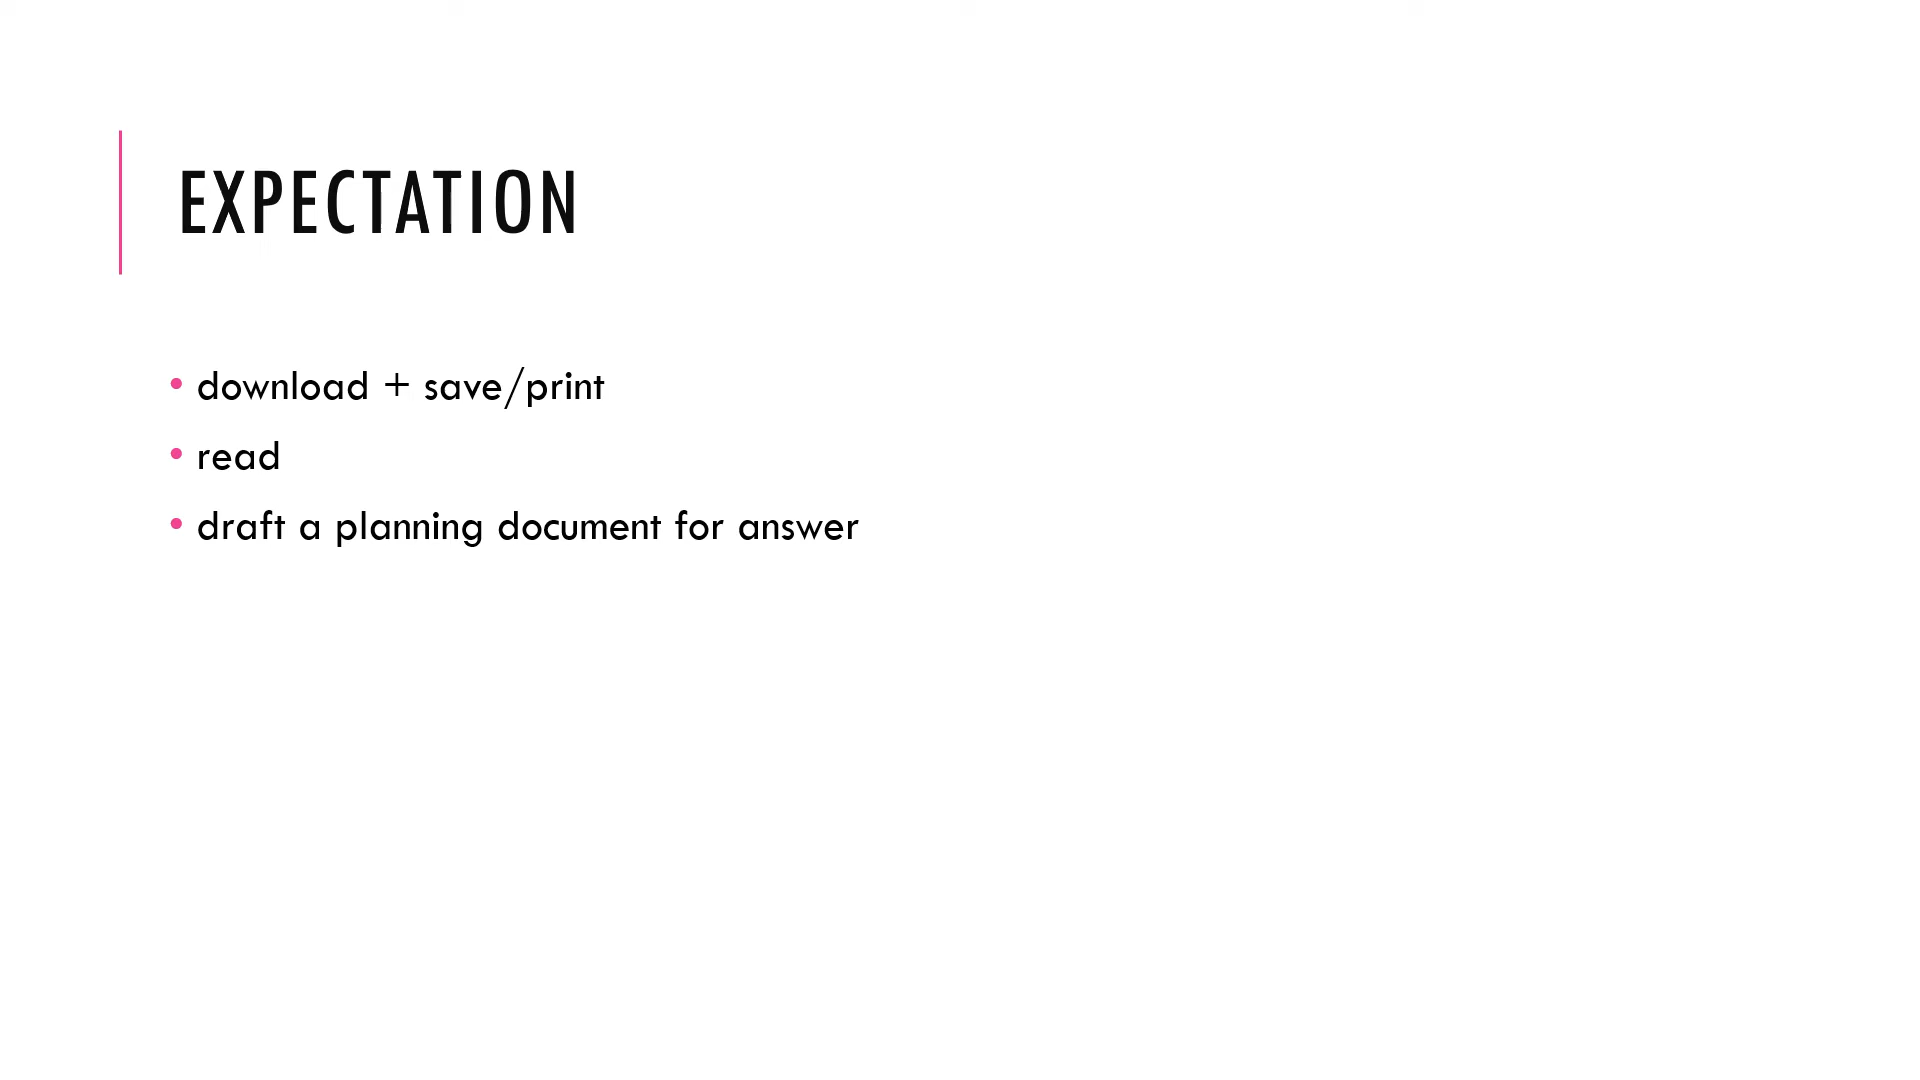 EXPECTATION
• download + save/print
• read
• draft a planning document for answer